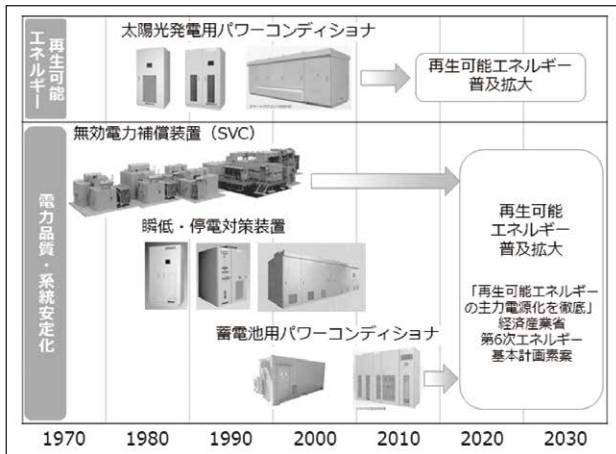 再生可能
エネルギー
太陽光発電用パワーコンディショナ
再生可能エネルギー
普及拡大
電力品質・系統安定化
無効電力補償装置（SVC）
瞬低・停電対策装置
蓄電池用パワーコンディショナ
再生可能
エネルギー
普及拡大
「再生可能エネルギー
の主力電源化を徹底」
経済産業省
第6次エネルギー
基本計画素案
1970 1980 1990 2000 2010 2020 2030